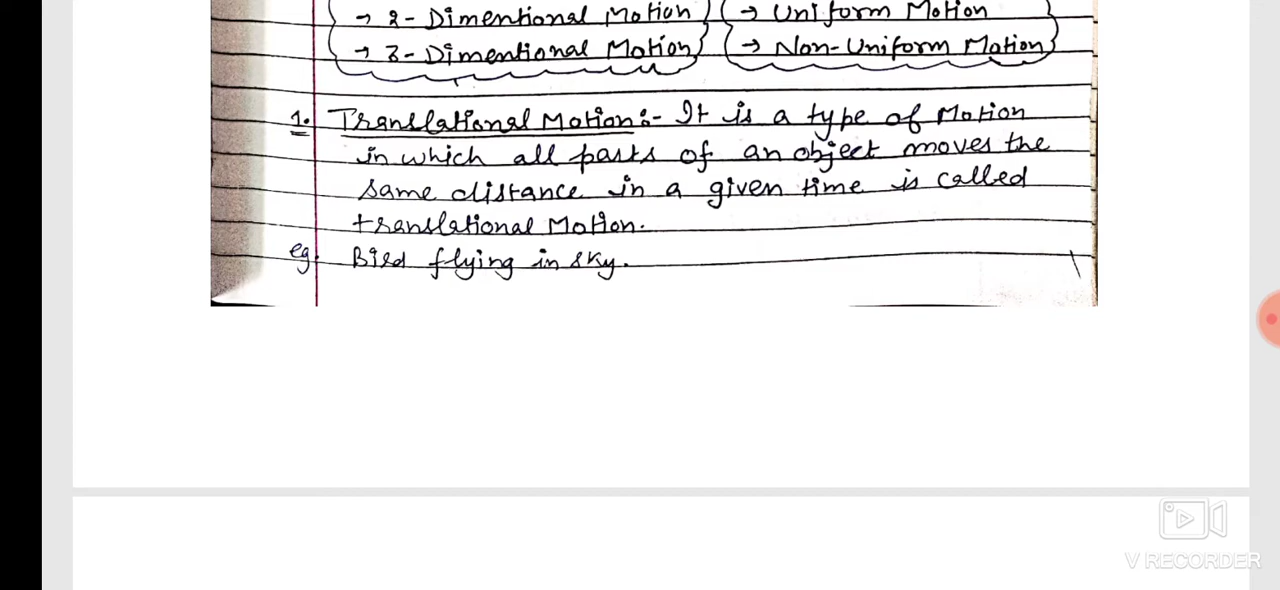 → 2-Dimentional Motion → Uniform Motion
→ 3-Dimentional Motion → Non-Uniform Motion
1. Translational Motion:- It is a type of Motion
in which all parts of an object moves the
same distance in a given time is called
translational Motion.
eg. Bird flying in sky.
V RECORDER